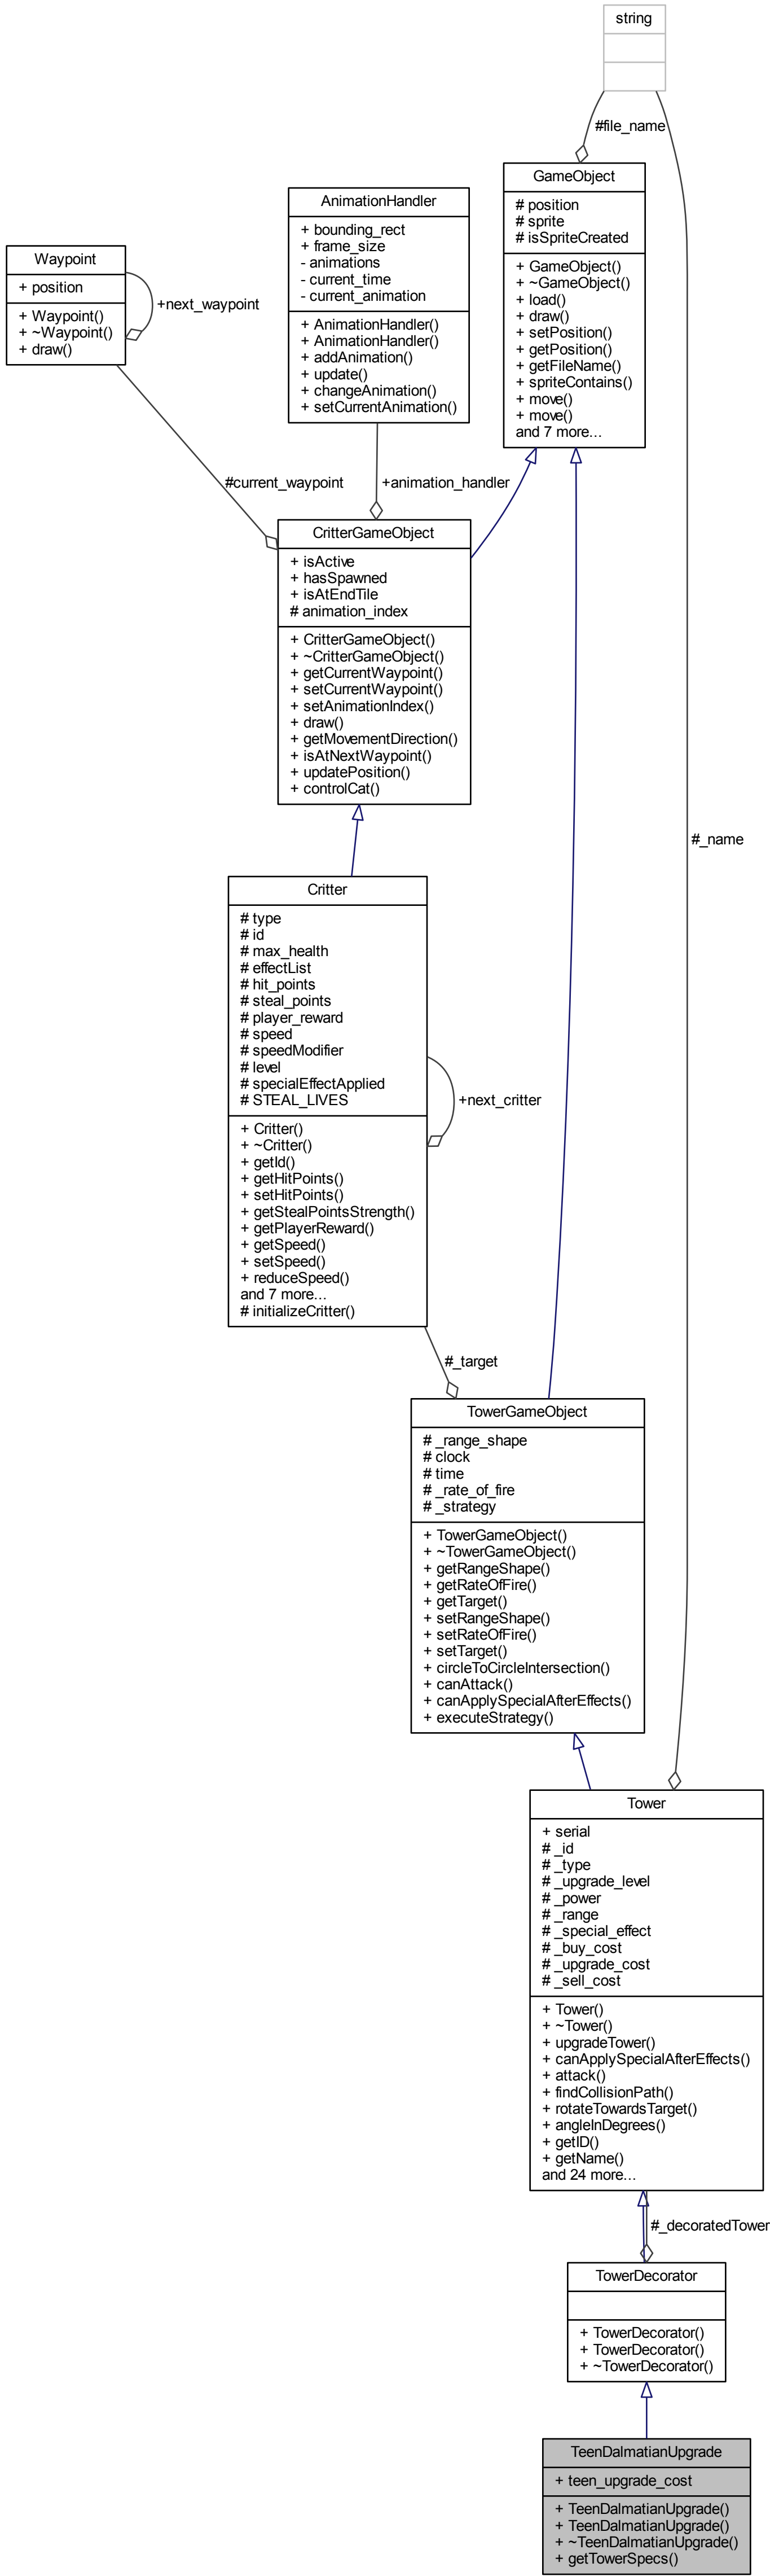 string
#file_name
GameObject
# position
# sprite
# isSpriteCreated
+ GameObject()
+ ~GameObject()
+ load()
+ draw()
+ setPosition()
+ getPosition()
+ getFileName()
+ spriteContains()
+ move()
+ move()
and 7 more...
AnimationHandler
+ bounding_rect
+ frame_size
- animations
- current_time
- current_animation
+ AnimationHandler()
+ AnimationHandler()
+ addAnimation()
+ update()
+ changeAnimation()
+ setCurrentAnimation()
Waypoint
+ position
+ Waypoint()
+ ~Waypoint()
+ draw()
+next_waypoint
#current_waypoint
+animation_handler
CritterGameObject
+ isActive
+ hasSpawned
+ isAtEndTile
# animation_index
+ CritterGameObject()
+ ~CritterGameObject()
+ getCurrentWaypoint()
+ setCurrentWaypoint()
+ setAnimationIndex()
+ draw()
+ getMovementDirection()
+ isAtNextWaypoint()
+ updatePosition()
+ controlCat()
#_name
Critter
# type
# id
# max_health
# effectList
# hit_points
# steal_points
# player_reward
# speed
# speedModifier
# level
# specialEffectApplied
# STEAL_LIVES
+ Critter()
+ ~Critter()
+ getId()
+ getHitPoints()
+ setHitPoints()
+ getStealPointsStrength()
+ getPlayerReward()
+ getSpeed()
+ setSpeed()
+ reduceSpeed()
and 7 more...
# initializeCritter()
+next_critter
#_target
TowerGameObject
# _range_shape
# clock
# time
# _rate_of_fire
# _strategy
+ TowerGameObject()
+ ~TowerGameObject()
+ getRangeShape()
+ getRateOfFire()
+ getTarget()
+ setRangeShape()
+ setRateOfFire()
+ setTarget()
+ circleToCircleIntersection()
+ canAttack()
+ canApplySpecialAfterEffects()
+ executeStrategy()
Tower
+ serial
# _id
# _type
# _upgrade_level
# _power
# _range
# _special_effect
# _buy_cost
# _upgrade_cost
# _sell_cost
+ Tower()
+ ~Tower()
+ upgradeTower()
+ canApplySpecialAfterEffects()
+ attack()
+ findCollisionPath()
+ rotateTowardsTarget()
+ angleInDegrees()
+ getID()
+ getName()
and 24 more...
#_decoratedTower
TowerDecorator
+ TowerDecorator()
+ TowerDecorator()
+ ~TowerDecorator()
TeenDalmatianUpgrade
+ teen_upgrade_cost
+ TeenDalmatianUpgrade()
+ TeenDalmatianUpgrade()
+ ~TeenDalmatianUpgrade()
+ getTowerSpecs()